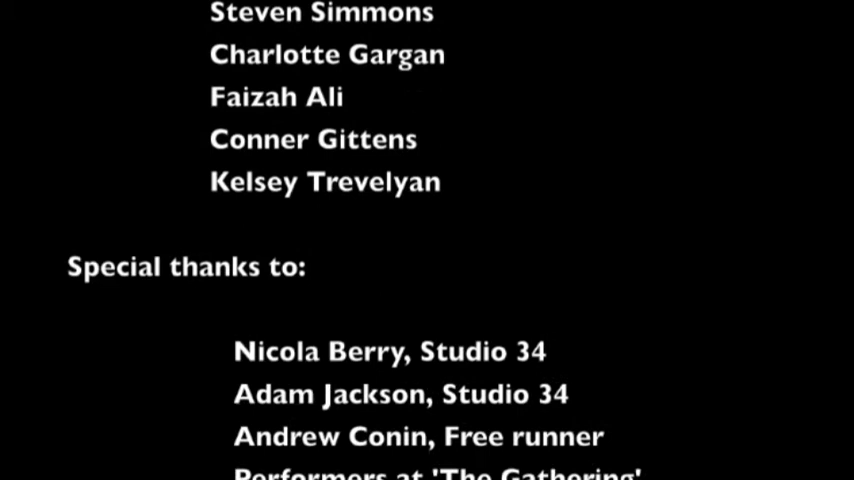 Steven Simmons
Charlotte Gargan
Faizah Ali
Conner Gittens
Kelsey Trevelyan
Special thanks to:
Nicola Berry, Studio 34
Adam Jackson, Studio 34
Andrew Conin, Free runner
Performers at 'The Gathering'